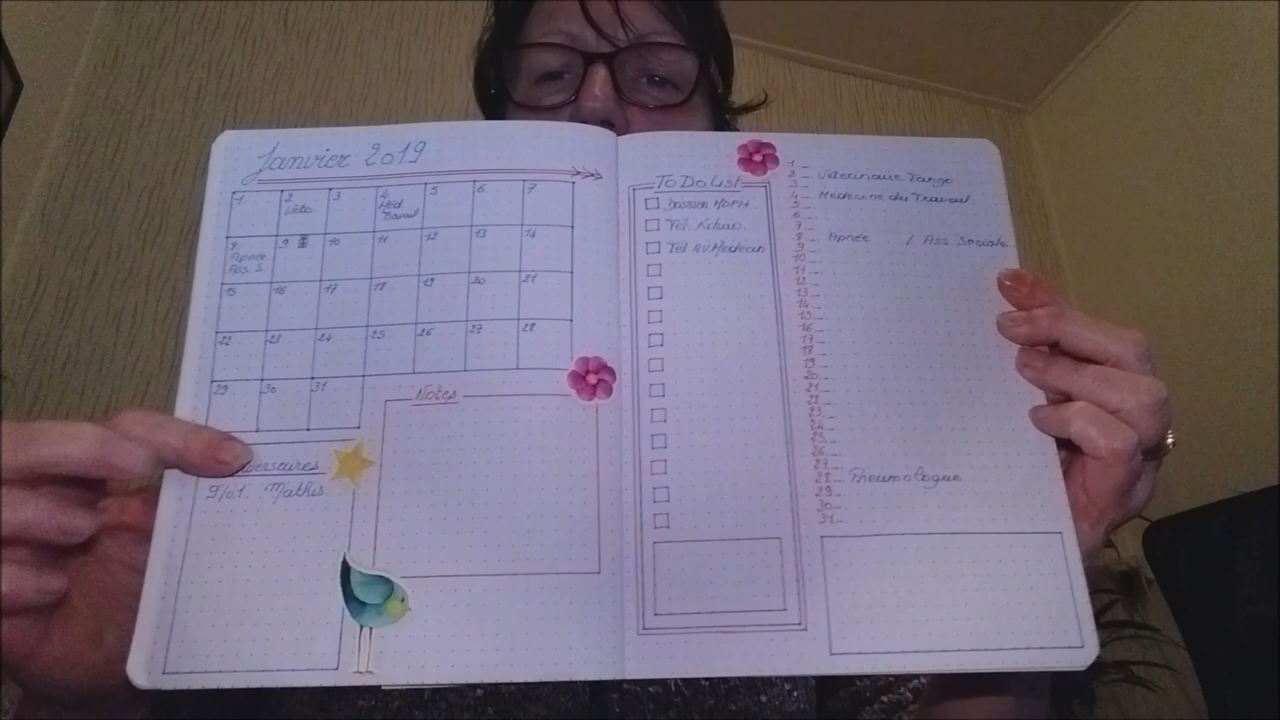 Janvier 2019
1 2 3 4 5 6 7
Véto Méd
Travail
8 9 10 11 12 13 14
Apnée
Ass. S
15 16 17 18 19 20 21
22 23 24 25 26 27 28
29 30 31
Notes
9/01 Mathis
To Do List
Dossier MDPH
Tel RV Médecin
1
2 Vétérinaire Tango
3
4 Médecine du Travail
5
6
7
8 Apnée / Ass Sociale
9
10
11
12
13
14
15
16
17
18
19
20
21
22
23
24
25
26
27
28 Pneumologue
29
30
31